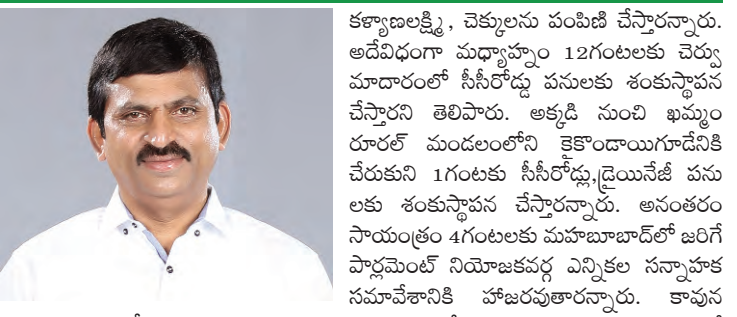 కళ్యాణలక్ష్మి, చెక్కులను పంపిణి చేస్తారన్నారు.
అదేవిధంగా మధ్యాహ్నం 12గంటలకు చెర్వు
మాదారంలో సీసీరోడ్డు పనులకు శంకుస్థాపన
చేస్తారని తెలిపారు. అక్కడి నుంచి ఖమ్మం
రూరల్ మండలంలోని కైకొండాయిగూడేనికి
చేరుకుని 1గంటకు సీసీరోడ్లు,డ్రైయినేజీ పను
లకు శంకుస్థాపన చేస్తారన్నారు. అనంతరం
సాయంత్రం 4గంటలకు మహబూబాద్‌లో జరిగే
పార్లమెంట్ నియోజకవర్గ ఎన్నికల సన్నాహక
సమావేశానికి హాజరవుతారన్నారు. కావున